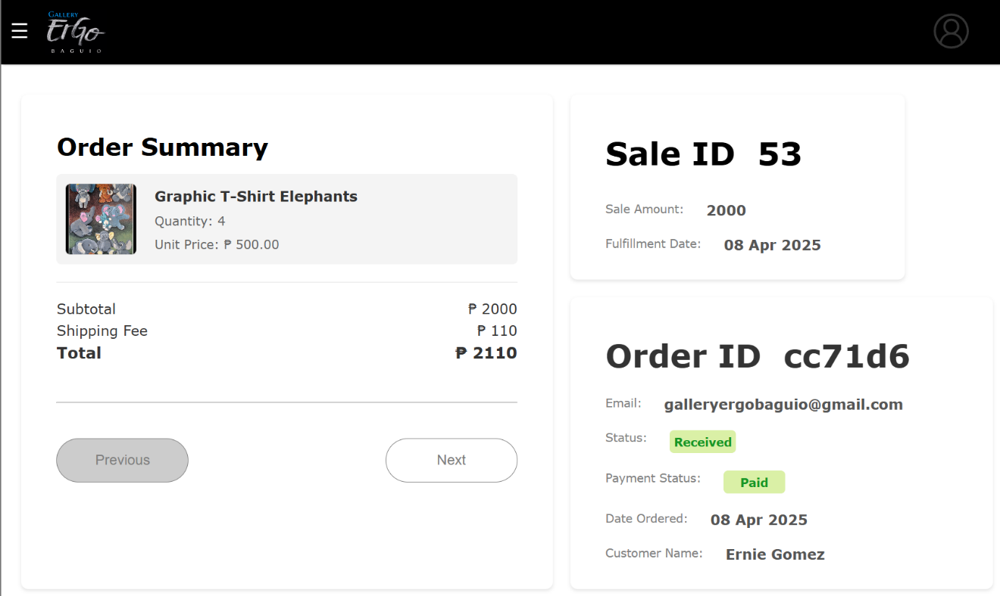 GALLERY
ErGo
BAGUIO
Order Summary
Graphic T-Shirt Elephants
Quantity: 4
Unit Price: ₱ 500.00
Subtotal ₱ 2000
Shipping Fee ₱ 110
Total ₱ 2110
Previous Next
Sale ID 53
Sale Amount: 2000
Fulfillment Date: 08 Apr 2025
Order ID cc71d6
Email: galleryergobaguio@gmail.com
Status: Received
Payment Status: Paid
Date Ordered: 08 Apr 2025
Customer Name: Ernie Gomez